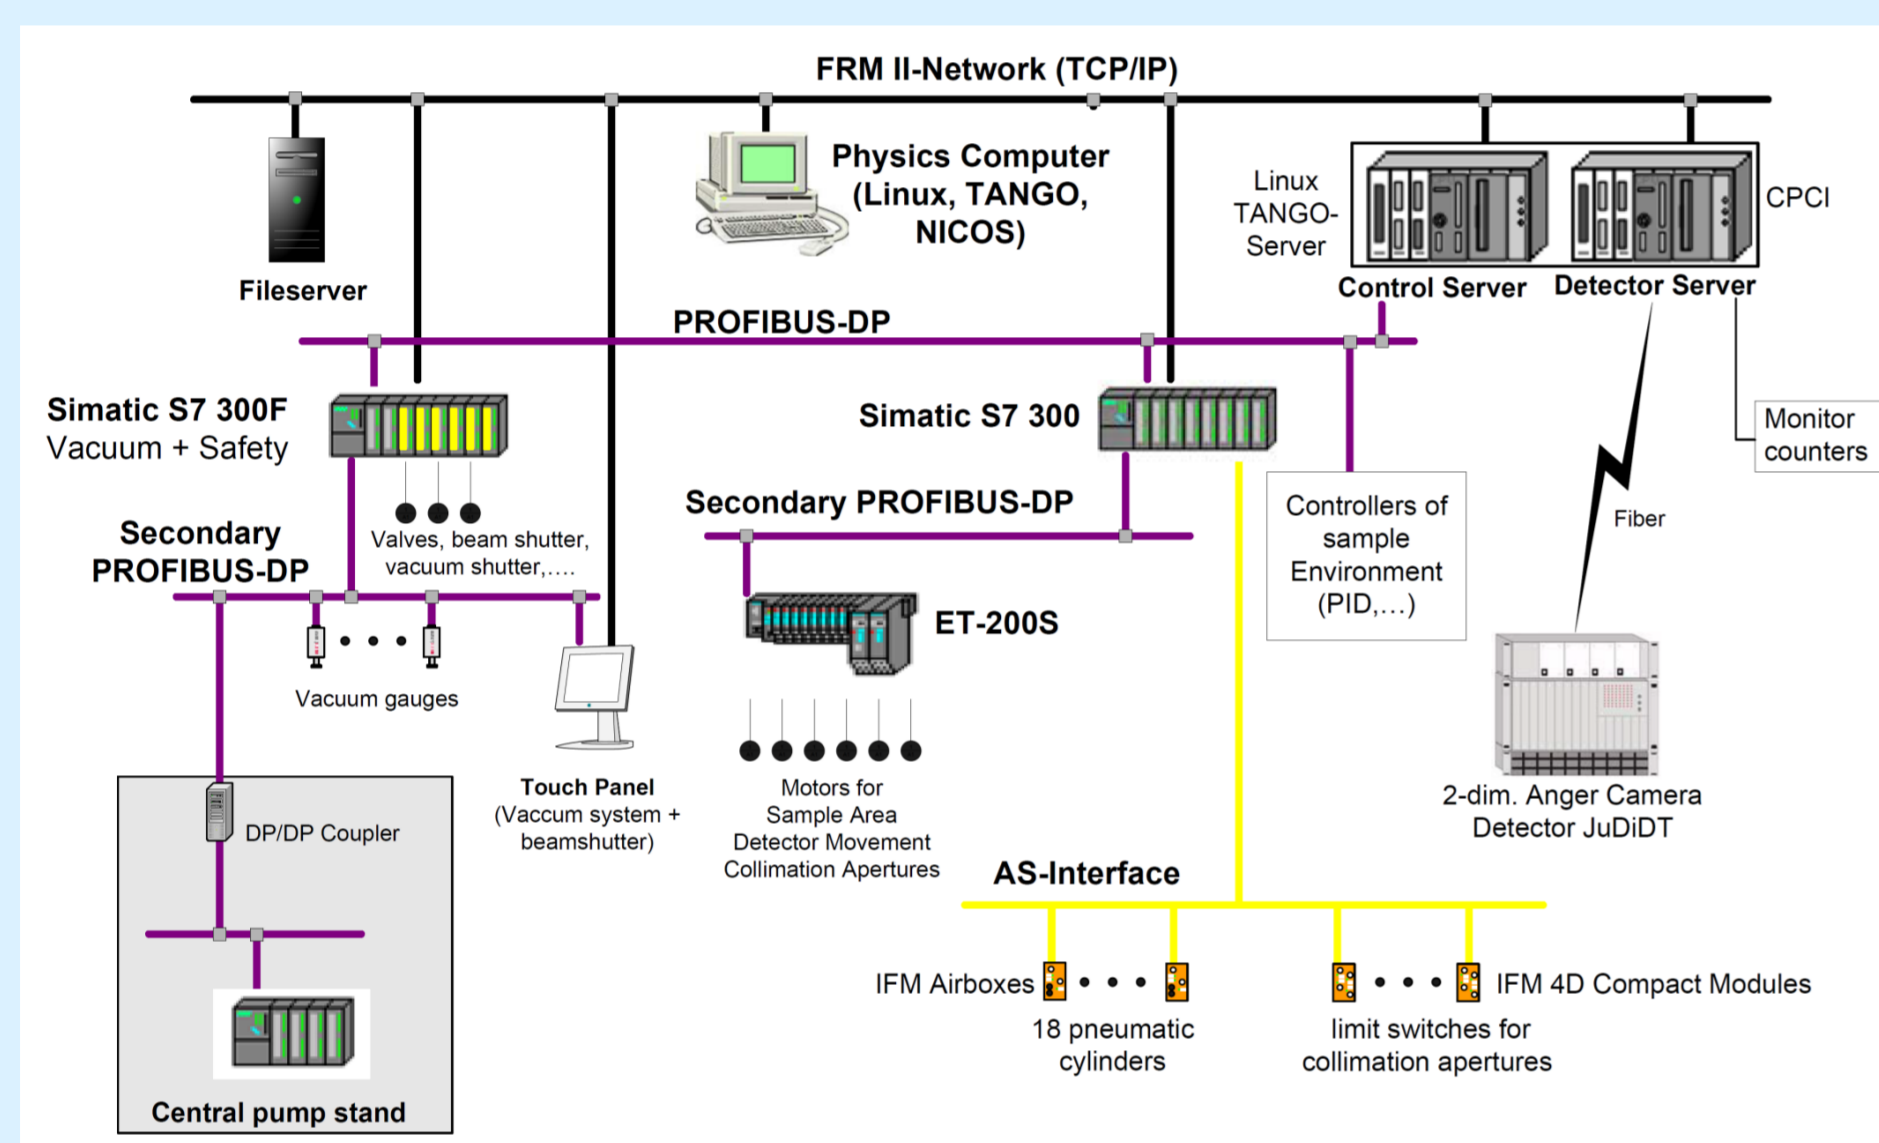 FRM II-Network (TCP/IP)
Physics Computer
(Linux, TANGO,
NICOS)
Linux
TANGO-
Server
CPCI
Fileserver
Control Server
Detector Server
PROFIBUS-DP
Simatic S7 300F
Vacuum + Safety
Simatic S7 300
Monitor
counters
Valves, beam shutter,
vacuum shutter,....
Secondary PROFIBUS-DP
Controllers of
sample
Environment
(PID,...)
Fiber
Secondary
PROFIBUS-DP
ET-200S
Vacuum gauges
Touch Panel
(Vaccum system +
beamshutter)
Motors for
Sample Area
Detector Movement
Collimation Apertures
2-dim. Anger Camera
Detector JuDiDT
DP/DP Coupler
AS-Interface
IFM Airboxes
IFM 4D Compact Modules
18 pneumatic
cylinders
limit switches for
collimation apertures
Central pump stand